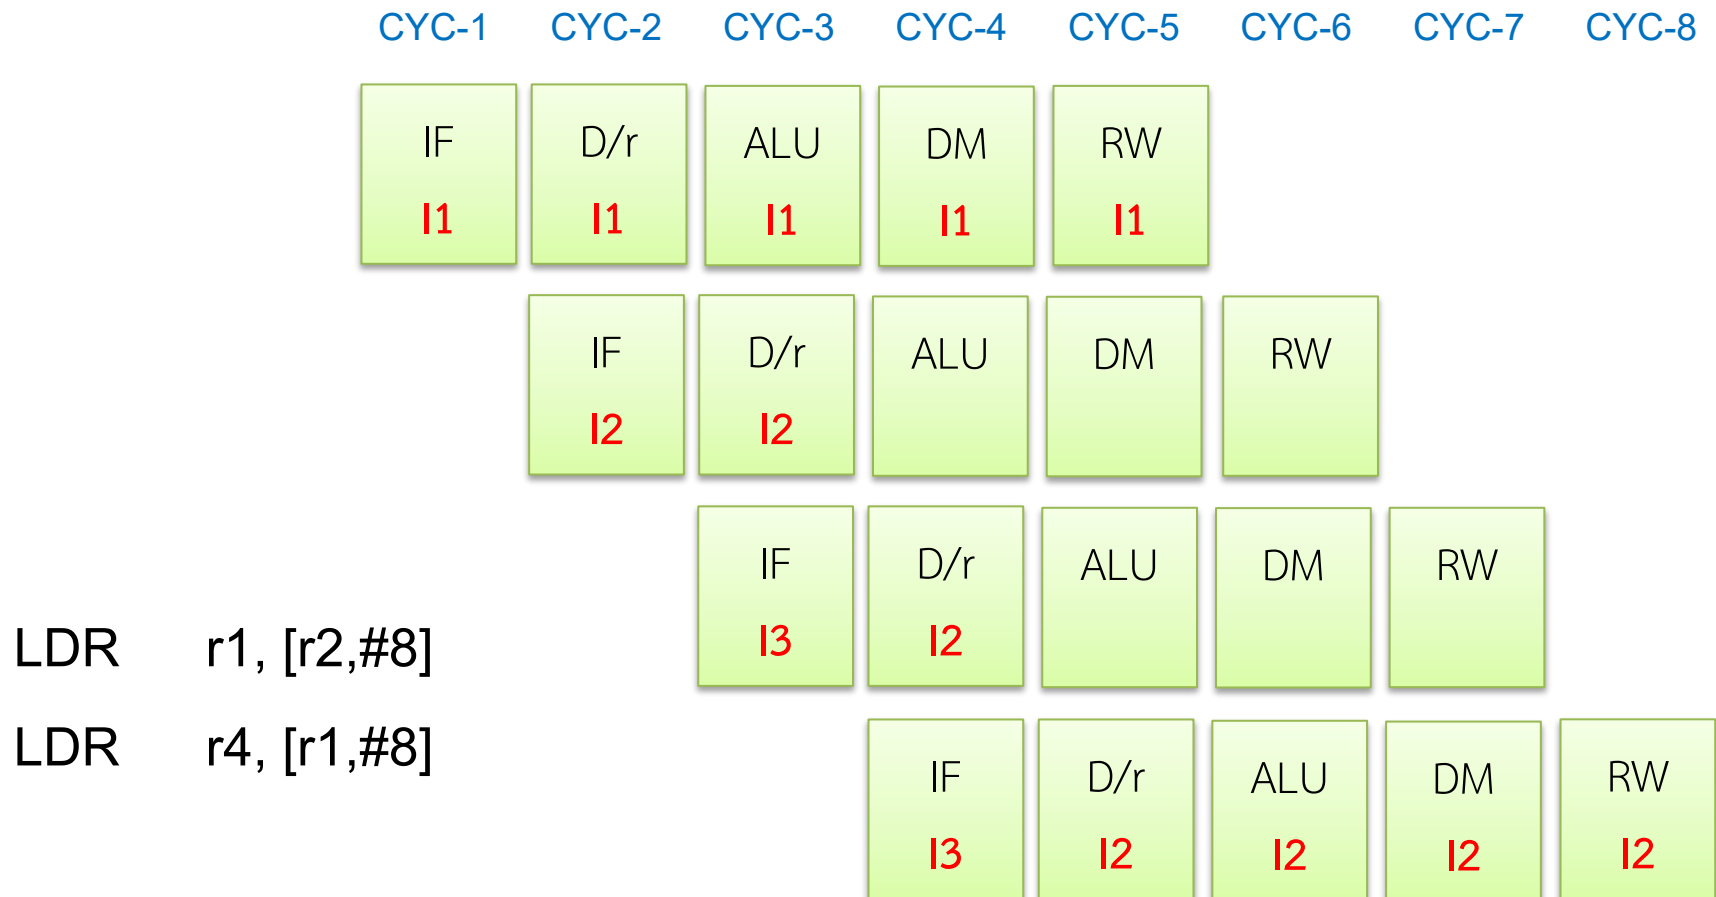 CYC-1 CYC-2 CYC-3 CYC-4 CYC-5 CYC-6 CYC-7 CYC-8
IF D/r ALU DM RW
I1 I1 I1 I1 I1
IF D/r ALU DM RW
I2 I2
IF D/r ALU DM RW
I3 I2
LDR r1, [r2,#8]
LDR r4, [r1,#8]
IF D/r ALU DM RW
I3 I2 I2 I2 I2